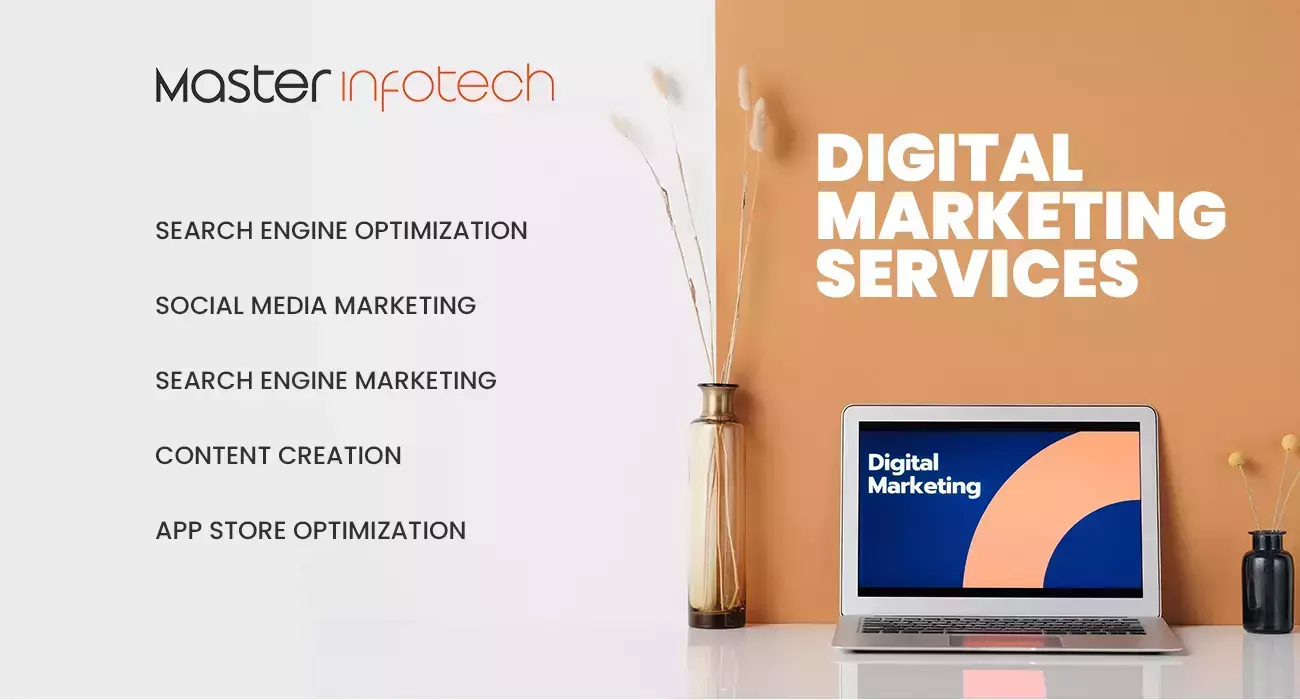 Master infotech
SEARCH ENGINE OPTIMIZATION
SOCIAL MEDIA MARKETING
SEARCH ENGINE MARKETING
CONTENT CREATION
APP STORE OPTIMIZATION
DIGITAL
MARKETING
SERVICES
Digital
Marketing